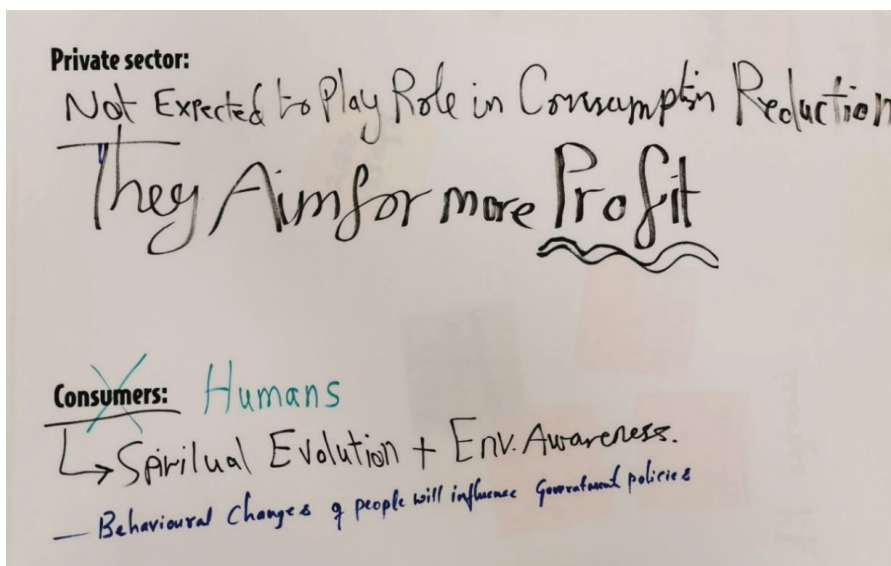 Private sector:
Not Expected to Play Role in Consumption Reduction
They Aim for more Profit
Consumers: Humans
↳ Spiritual Evolution + Env. Awareness.
— Behavioural Changes of people will influence Government policies